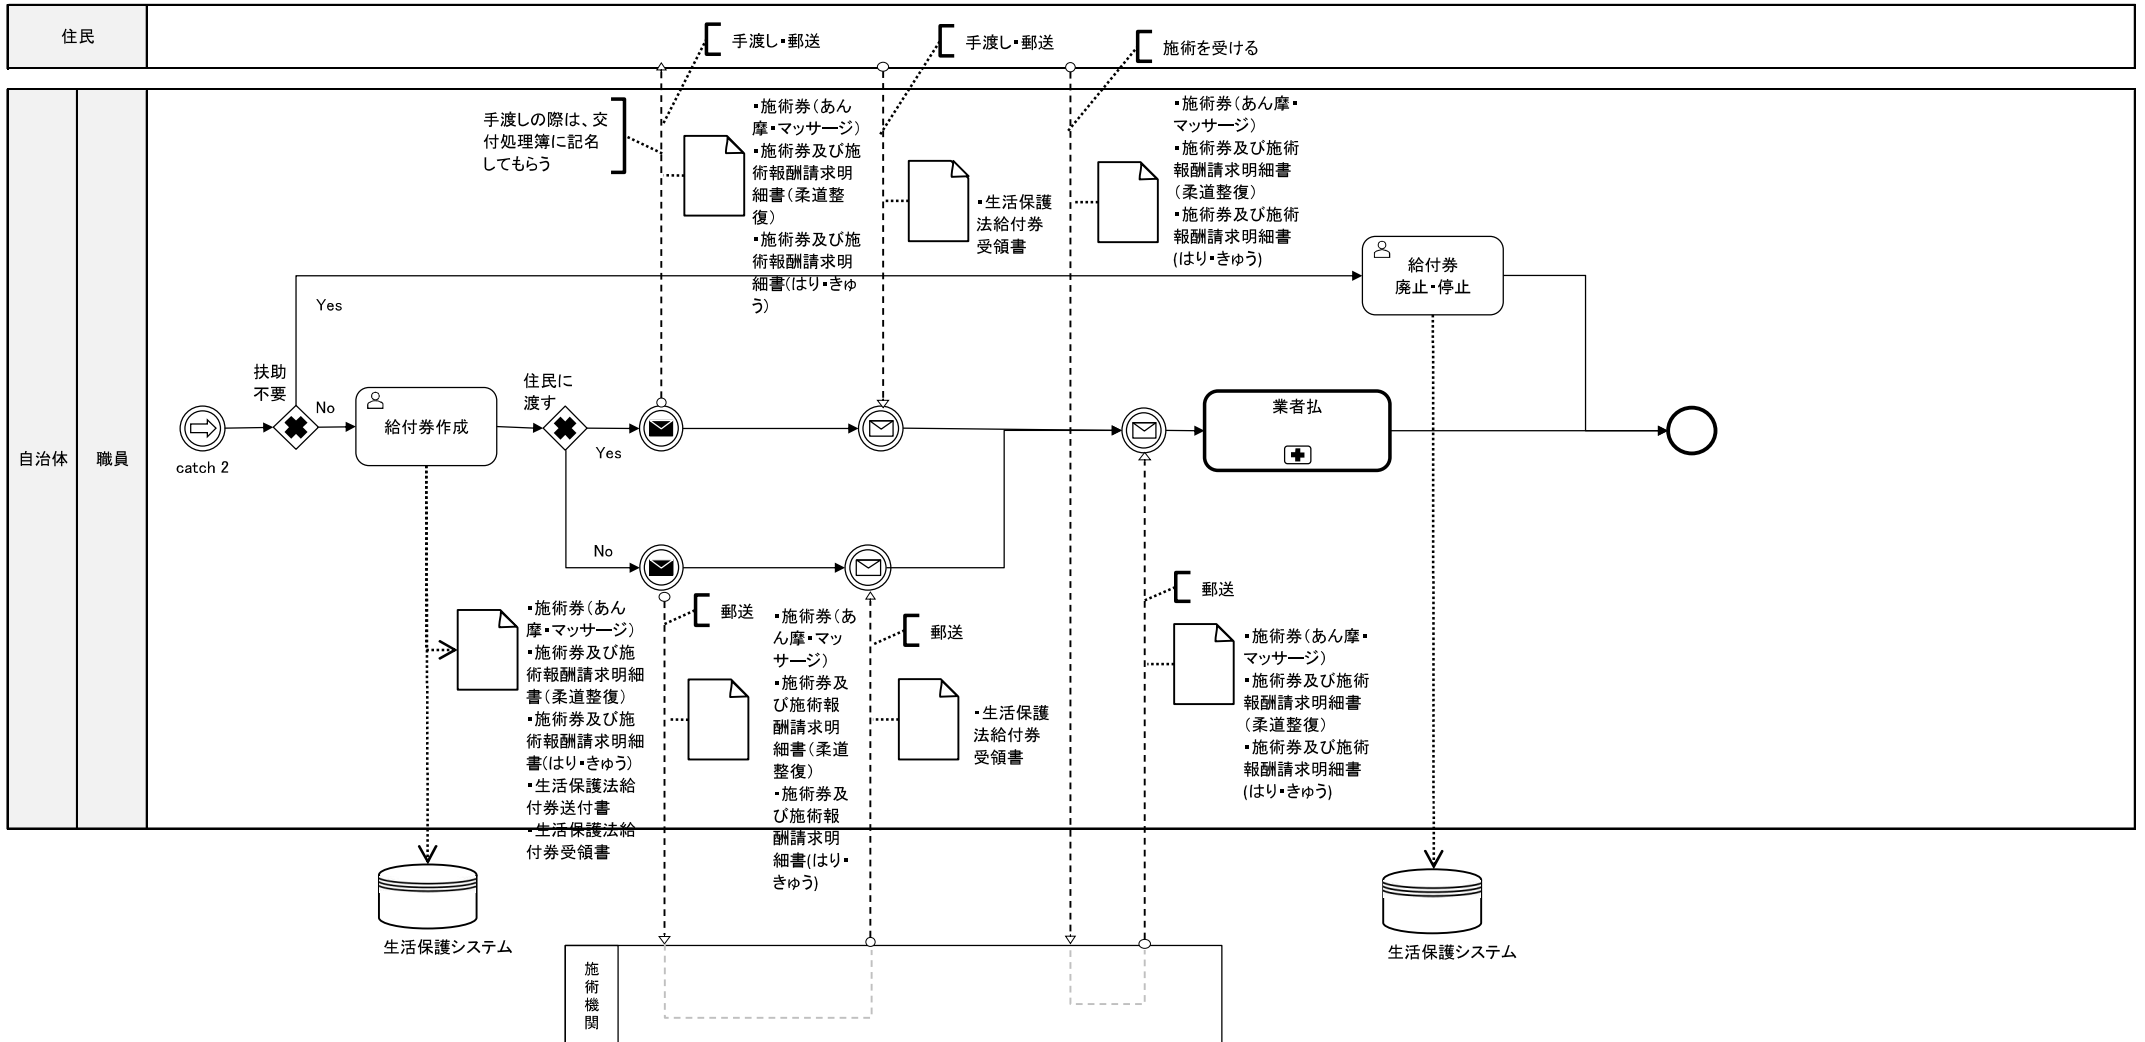 住民
手渡し・郵送
手渡し・郵送
施術を受ける
自治体
職員
手渡しの際は、交
付処理簿に記名
してもらう
・施術券（あん
摩・マッサージ）
・施術券及び施
術報酬請求明
細書（柔道整
復）
・施術券及び施
術報酬請求明
細書(はり・きゅ
う)
・生活保護
法給付券
受領書
・施術券（あん摩・
マッサージ）
・施術券及び施術
報酬請求明細書
（柔道整復）
・施術券及び施術
報酬請求明細書
(はり・きゅう)
給付券
廃止・停止
Yes
扶助
不要
No
catch 2
給付券作成
住民に
渡す
Yes
No
業者払
・施術券（あん
摩・マッサージ）
・施術券及び施
術報酬請求明細
書（柔道整復）
・施術券及び施
術報酬請求明細
書(はり・きゅう)
・生活保護法給
付券送付書
・生活保護法給
付券受領書
郵送
・施術券（あ
ん摩・マッ
サージ）
・施術券及
び施術報
酬請求明
細書（柔道
整復）
・施術券及
び施術報
酬請求明
細書(はり・
きゅう)
郵送
・生活保護
法給付券
受領書
郵送
・施術券（あん摩・
マッサージ）
・施術券及び施術
報酬請求明細書
（柔道整復）
・施術券及び施術
報酬請求明細書
(はり・きゅう)
生活保護システム
生活保護システム
施
術
機
関